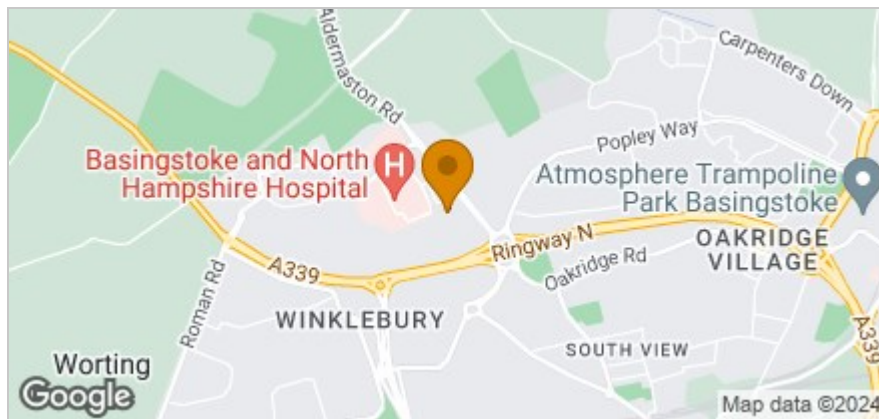 Aldermaston Rd
Carpenters Down
Popley Way
Basingstoke and North
Hampshire Hospital
H
Atmosphere Trampoline
Park Basingstoke
Ringway N
Oakridge Rd
OAKRIDGE
VILLAGE
A339
Roman Rd
WINKLEBURY
SOUTH VIEW
A339
Worting
Google
Map data ©2024